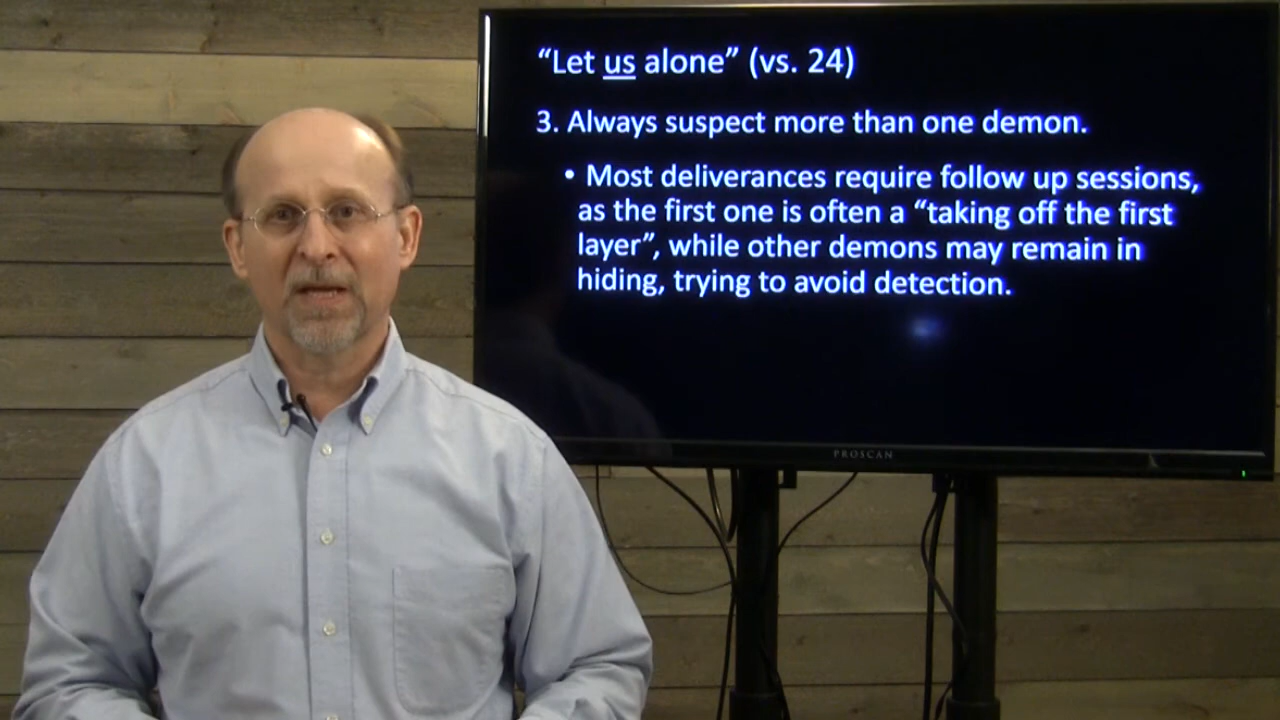 “Let us alone” (vs. 24)
3. Always suspect more than one demon.
• Most deliverances require follow up sessions,
as the first one is often a “taking off the first
layer”, while other demons may remain in
hiding, trying to avoid detection.
PROSCAN